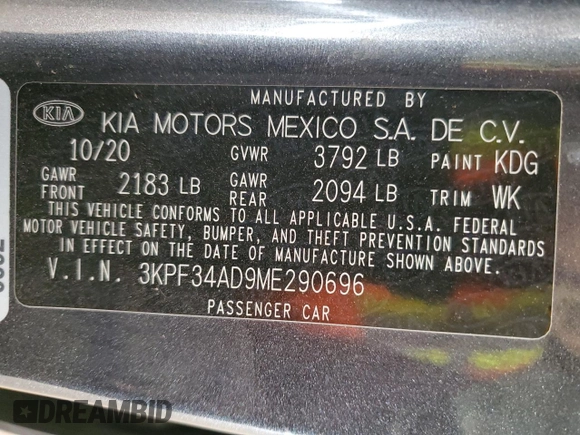 MANUFACTURED BY
KIA KIA MOTORS MEXICO S.A. DE C.V.
10/20 GVWR 3792 LB PAINT KDG
GAWR FRONT 2183 LB GAWR REAR 2094 LB TRIM WK
THIS VEHICLE CONFORMS TO ALL APPLICABLE U.S.A. FEDERAL
MOTOR VEHICLE SAFETY, BUMPER, AND THEFT PREVENTION STANDARDS
IN EFFECT ON THE DATE OF MANUFACTURE SHOWN ABOVE.
V.I.N. 3KPF34AD9ME290696
PASSENGER CAR
DREAMBID